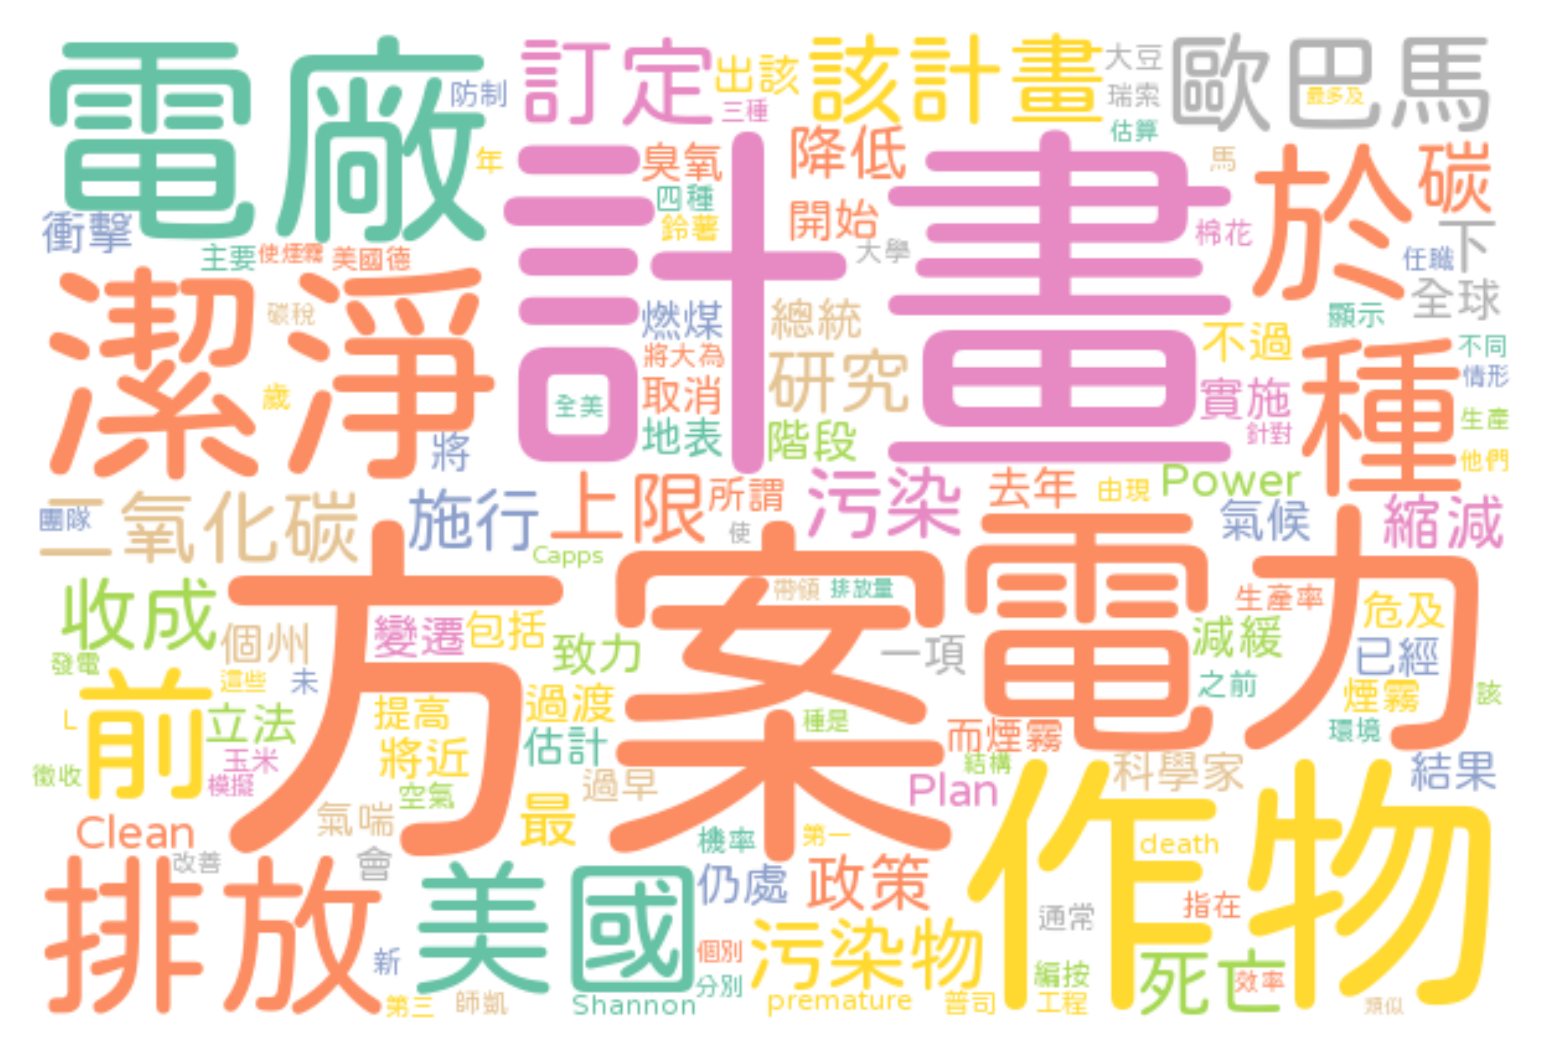 電廠
防制
訂定
出該
三種
該計畫
大豆
瑞索
估算
歐巴馬
最多及
年
計畫
臭氧
四種
鈴薯
降低
開始
大學
馬
棉花
於
碳
下
任職
全球
衝擊
主要
使煙霧
美國德
潔淨
碳稅
歲
將
燃煤
將大為
取消
地表
全美
總統
研究
階段
不過
實施
針對
顯示
種
不同
情形
生產
他們
二氧化碳
團隊
施行
上限
所謂
使
污染
去年
由現
Power
氣候
縮減
Capps
收成
個州
發電
這些
未
變遷
包括
方案
致力
帶領
排放量
一項
電力
減緩
之前
生產率
危及
已經
煙霧
環境
該
L
前
立法
玉米
模擬
徵收
提高
將近
空氣
過渡
估計
過早
種是
而煙霧
結構
Plan
科學家
結果
Clean
改善
氣喘
會
最
機率
第一
作物
death
排放
新
第三
師凱
美國
Shannon
仍處
政策
個別
分別
污染物
premature
普司
通常
編按
工程
指在
死亡
效率
類似